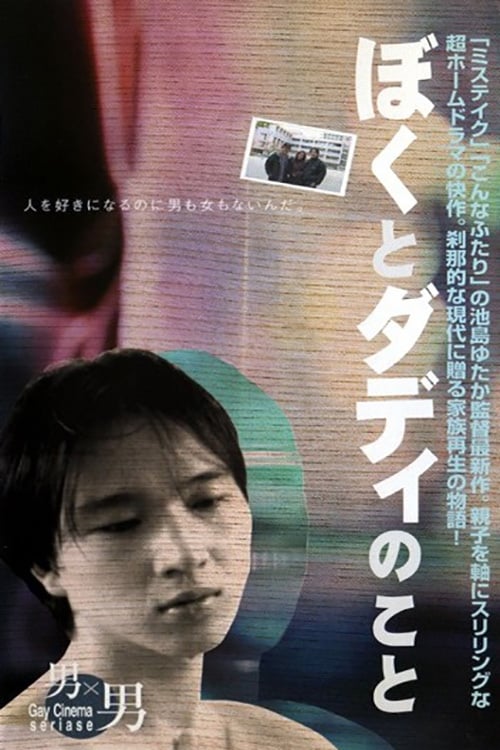 「ミステイク」「こんなふたり」の池島ゆたか監督最新作。親子を軸にスリリングな
超ホームドラマの快作。刹那的な現代に贈る家族再生の物語！
ぼくとダディのこと
人を好きになるのに男も女もないんだ。
男×男
Gay Cinema
seriase